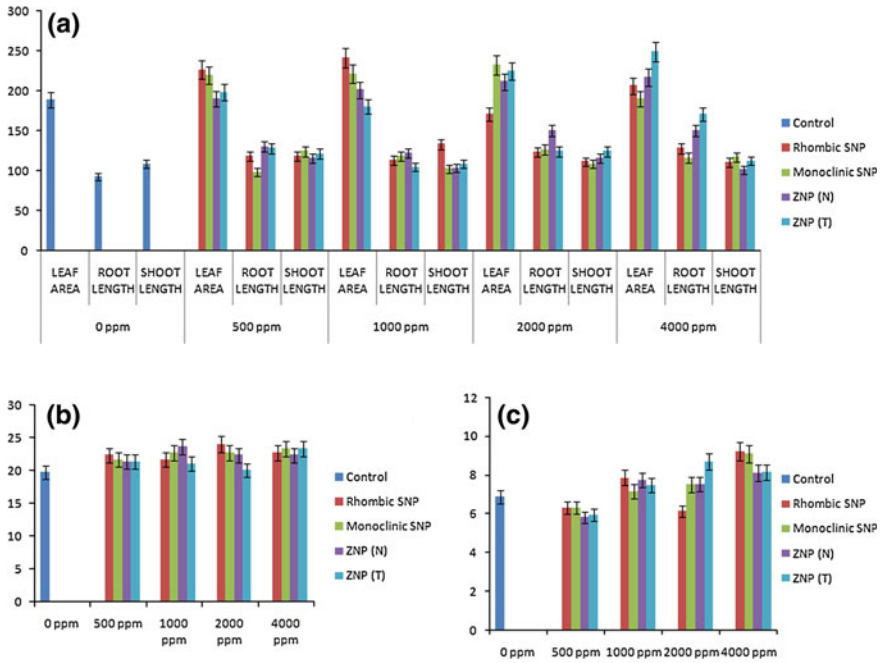 (a)
300
250
200
150
100
50
0
LEAF AREA
ROOT LENGTH
SHOOT LENGTH
LEAF AREA
ROOT LENGTH
SHOOT LENGTH
LEAF AREA
ROOT LENGTH
SHOOT LENGTH
LEAF AREA
ROOT LENGTH
SHOOT LENGTH
LEAF AREA
ROOT LENGTH
SHOOT LENGTH
0 ppm
500 ppm
1000 ppm
2000 ppm
4000 ppm
Control
Rhombic SNP
Monoclinic SNP
ZNP (N)
ZNP (T)
(b)
30
25
20
15
10
5
0
0 ppm
500 ppm
1000 ppm
2000 ppm
4000 ppm
Control
Rhombic SNP
Monoclinic SNP
ZNP (N)
ZNP (T)
(c)
12
10
8
6
4
2
0
0 ppm
500 ppm
1000 ppm
2000 ppm
4000 ppm
Control
Rhombic SNP
Monoclinic SNP
ZNP (N)
ZNP (T)